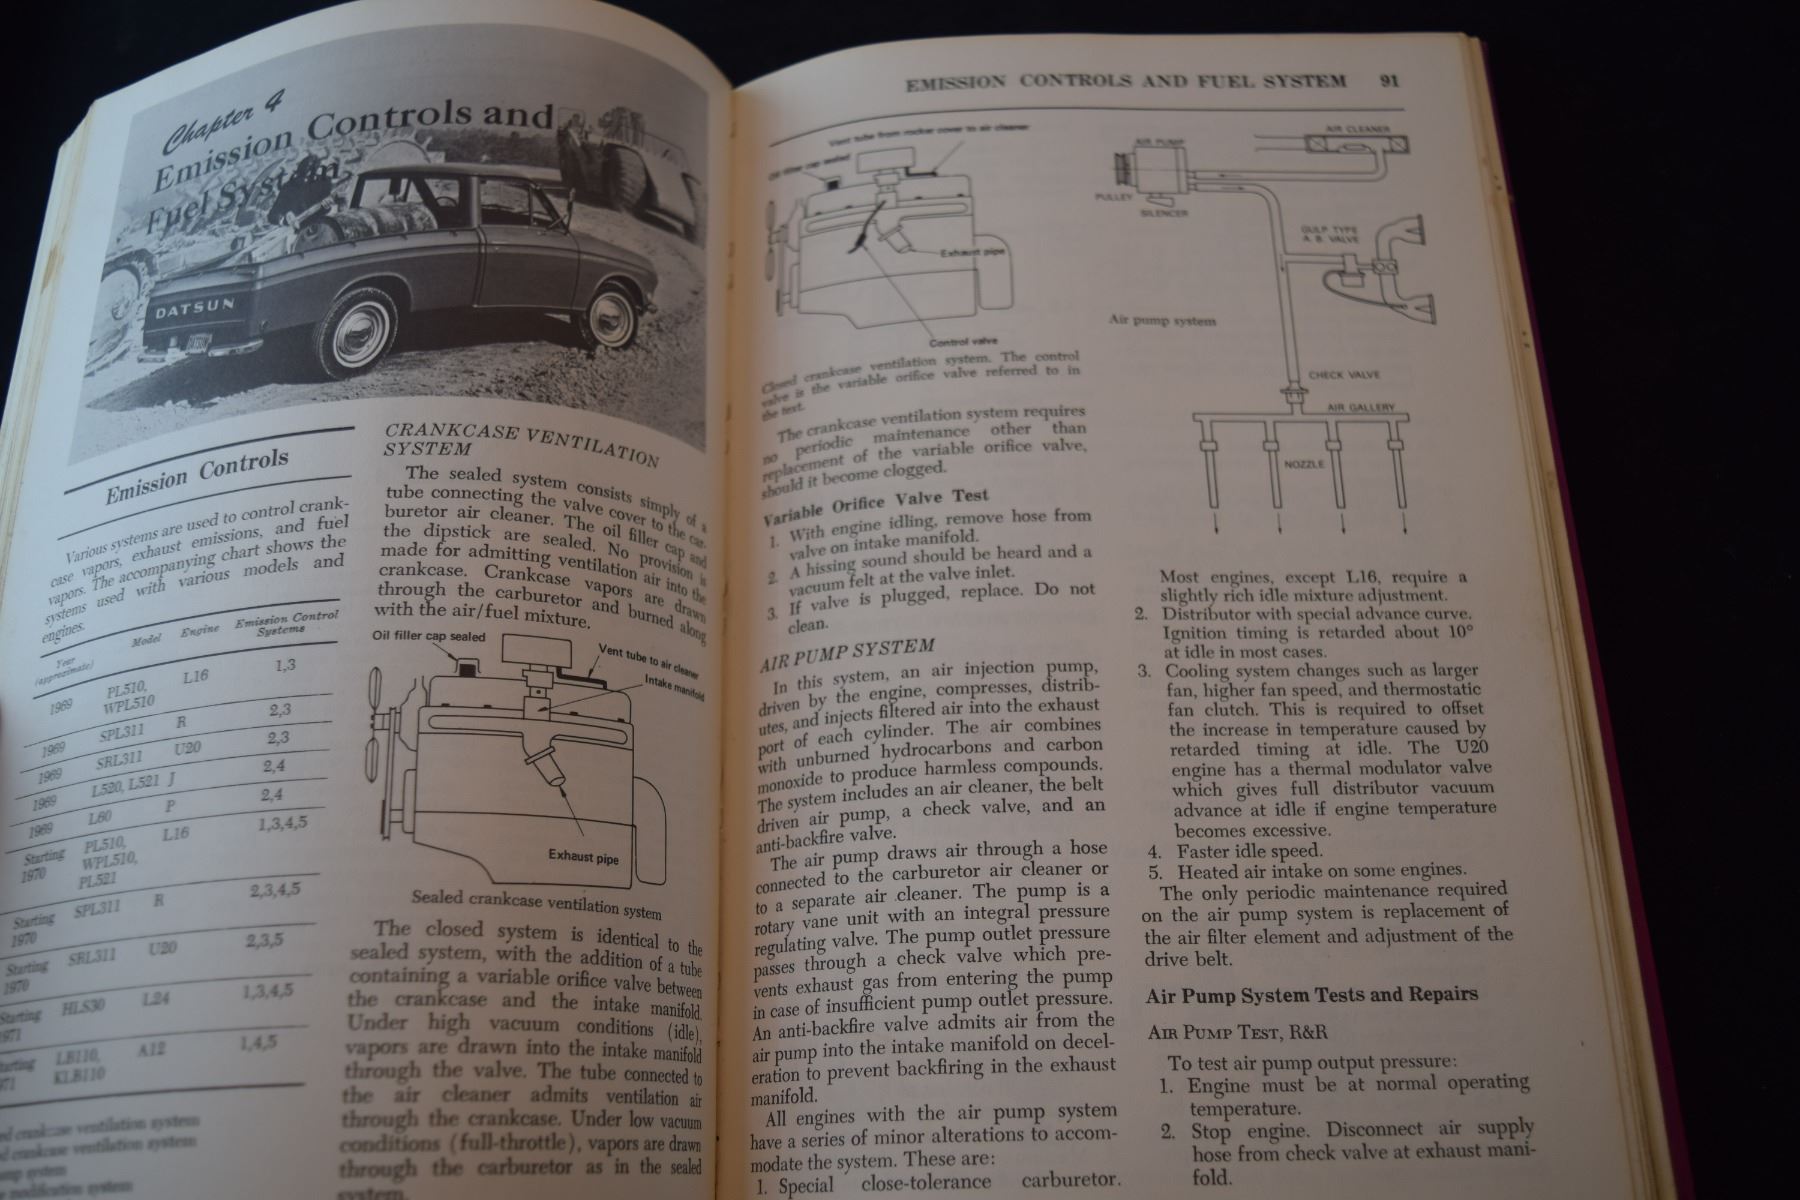 Chapter 4
Emission Controls and
Fuel System
DATSUN
Emission Controls
Various systems are used to control crank-
case vapors, exhaust emissions, and fuel
vapors. The accompanying chart shows the
systems used with various models and
engines.
Year (approximate) Model Engine Emission Control Systems
1969 PL510, WPL510 L16 1,3
1969 SPL311 R 2,3
1969 SRL311 U20 2,3
1969 L520, L521 J 2,4
1969 L60 P 2,4
Starting 1970 PL510, WPL510, PL521 L16 1,3,4,5
Starting 1970 SPL311 R 2,3,4,5
Starting 1970 SRL311 U20 2,3,5
Starting 1971 HLS30 L24 1,3,4,5
LB110, KLB110 A12 1,4,5
crankcase ventilation system
crankcase ventilation system
system
modification system
CRANKCASE VENTILATION
SYSTEM
The sealed system consists simply of a
tube connecting the valve cover to the car-
buretor air cleaner. The oil filler cap and
the dipstick are sealed. No provision is
made for admitting ventilation air into the
crankcase. Crankcase vapors are drawn
through the carburetor and burned along
with the air/fuel mixture.
Oil filler cap sealed
Vent tube to air cleaner
Intake manifold
Exhaust pipe
Sealed crankcase ventilation system
The closed system is identical to the
sealed system, with the addition of a tube
containing a variable orifice valve between
the crankcase and the intake manifold.
Under high vacuum conditions (idle),
vapors are drawn into the intake manifold
through the valve. The tube connected to
the air cleaner admits ventilation air
through the crankcase. Under low vacuum
conditions (full-throttle), vapors are drawn
through the carburetor as in the sealed
system.
EMISSION CONTROLS AND FUEL SYSTEM 91
Vent tube from rocker cover to air cleaner
Oil filler cap sealed
Exhaust pipe
Control valve
Closed crankcase ventilation system. The control
valve is the variable orifice valve referred to in
the text.
The crankcase ventilation system requires
no periodic maintenance other than
replacement of the variable orifice valve,
should it become clogged.
Variable Orifice Valve Test
1. With engine idling, remove hose from
valve on intake manifold.
2. A hissing sound should be heard and a
vacuum felt at the valve inlet.
3. If valve is plugged, replace. Do not
clean.
AIR PUMP SYSTEM
In this system, an air injection pump,
driven by the engine, compresses, distrib-
utes, and injects filtered air into the exhaust
port of each cylinder. The air combines
with unburned hydrocarbons and carbon
monoxide to produce harmless compounds.
The system includes an air cleaner, the belt
driven air pump, a check valve, and an
anti-backfire valve.
The air pump draws air through a hose
connected to the carburetor air cleaner or
to a separate air cleaner. The pump is a
rotary vane unit with an integral pressure
regulating valve. The pump outlet pressure
passes through a check valve which pre-
vents exhaust gas from entering the pump
in case of insufficient pump outlet pressure.
An anti-backfire valve admits air from the
air pump into the intake manifold on decel-
eration to prevent backfiring in the exhaust
manifold.
All engines with the air pump system
have a series of minor alterations to accom-
modate the system. These are:
1. Special close-tolerance carburetor.
AIR PUMP
AIR CLEANER
PULLEY
SILENCER
GULP TYPE
A. B. VALVE
Air pump system
CHECK VALVE
AIR GALLERY
NOZZLE
Most engines, except L16, require a
slightly rich idle mixture adjustment.
2. Distributor with special advance curve.
Ignition timing is retarded about 10°
at idle in most cases.
3. Cooling system changes such as larger
fan, higher fan speed, and thermostatic
fan clutch. This is required to offset
the increase in temperature caused by
retarded timing at idle. The U20
engine has a thermal modulator valve
which gives full distributor vacuum
advance at idle if engine temperature
becomes excessive.
4. Faster idle speed.
5. Heated air intake on some engines.
The only periodic maintenance required
on the air pump system is replacement of
the air filter element and adjustment of the
drive belt.
Air Pump System Tests and Repairs
AIR PUMP TEST, R&R
To test air pump output pressure:
1. Engine must be at normal operating
temperature.
2. Stop engine. Disconnect air supply
hose from check valve at exhaust mani-
fold.